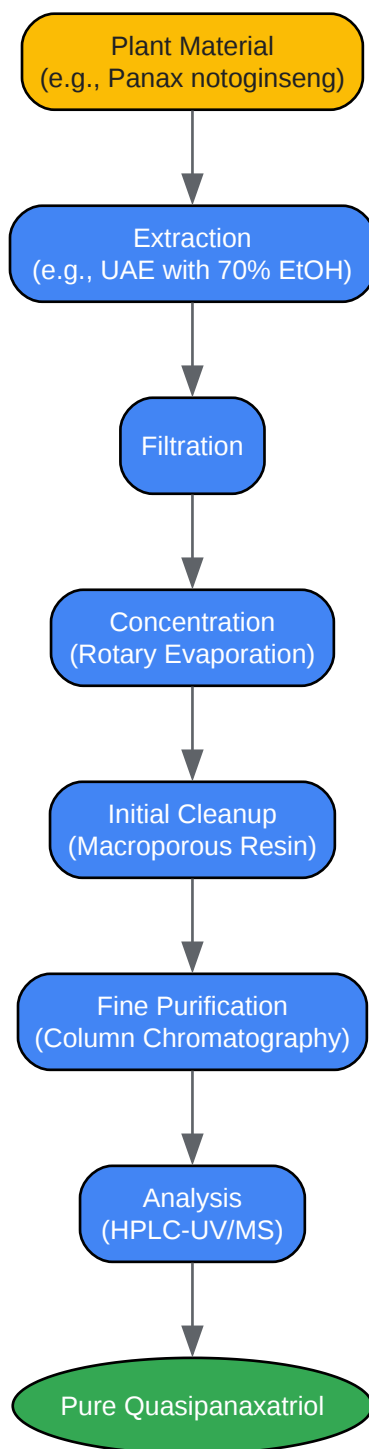 Plant Material
(e.g., Panax notoginseng)
Extraction
(e.g., UAE with 70% EtOH)
Filtration
Concentration
(Rotary Evaporation)
Initial Cleanup
(Macroporous Resin)
Fine Purification
(Column Chromatography)
Analysis
(HPLC-UV/MS)
Pure Quasipanaxatriol